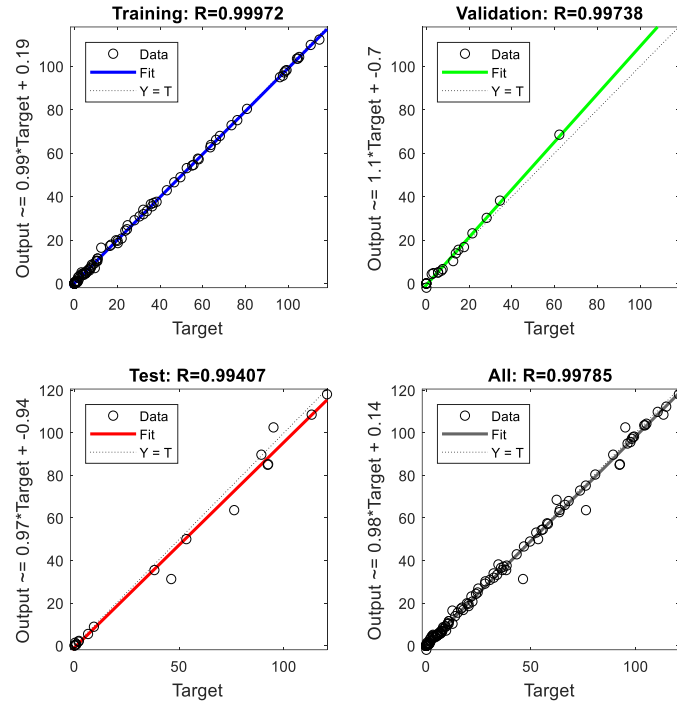 Training: R=0.99972
Output ~= 0.99*Target + 0.19
100
80
60
40
20
0
Data
Fit
Y = T
0 20 40 60 80 100
Target
Validation: R=0.99738
Output ~= 1.1*Target + -0.7
100
80
60
40
20
0
Data
Fit
Y = T
0 20 40 60 80 100
Target
Test: R=0.99407
Output ~= 0.97*Target + -0.94
120
100
80
60
40
20
0
Data
Fit
Y = T
0 50 100
Target
All: R=0.99785
Output ~= 0.98*Target + 0.14
120
100
80
60
40
20
0
Data
Fit
Y = T
0 50 100
Target